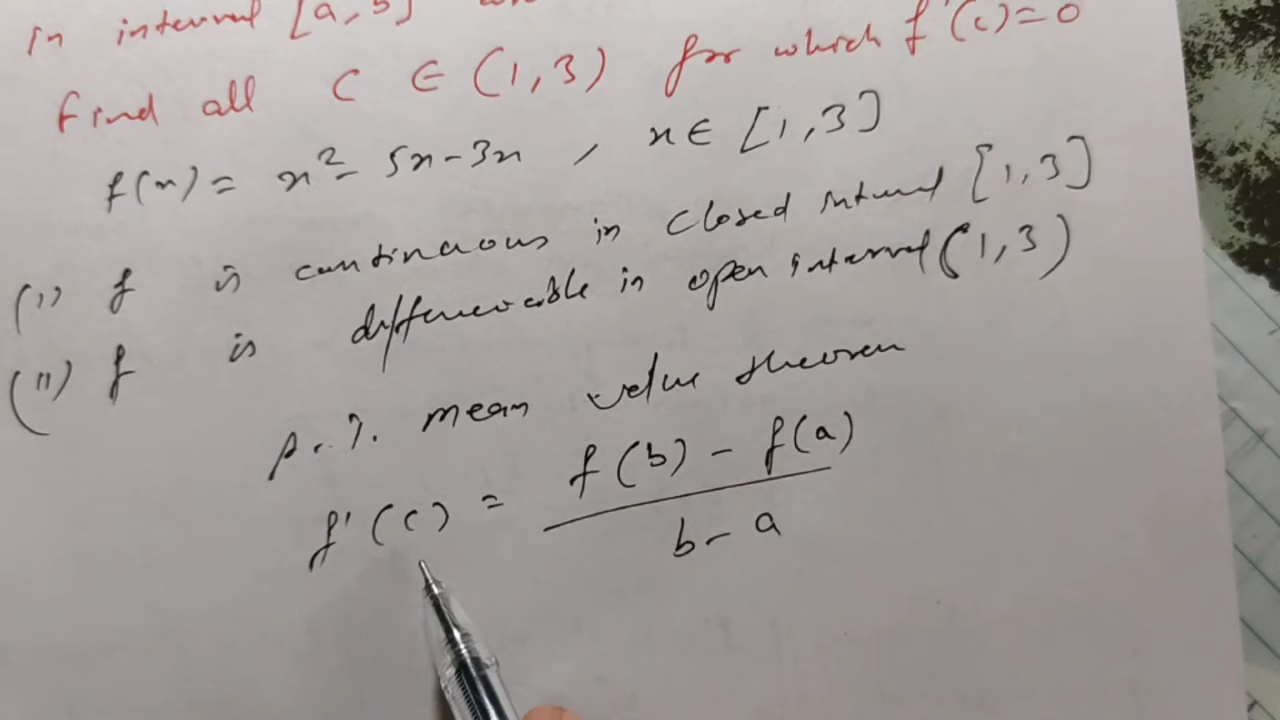 in interval [a, b]
find all C ∈ (1,3) for which f'(c)=0
f(x) = x² - 5x - 3x , x ∈ [1,3]
(i) f is continuous in closed interval [1,3]
(ii) f is differenciable in open interval (1,3)
mean value theorem
f'(c) = f(b) - f(a)
b - a